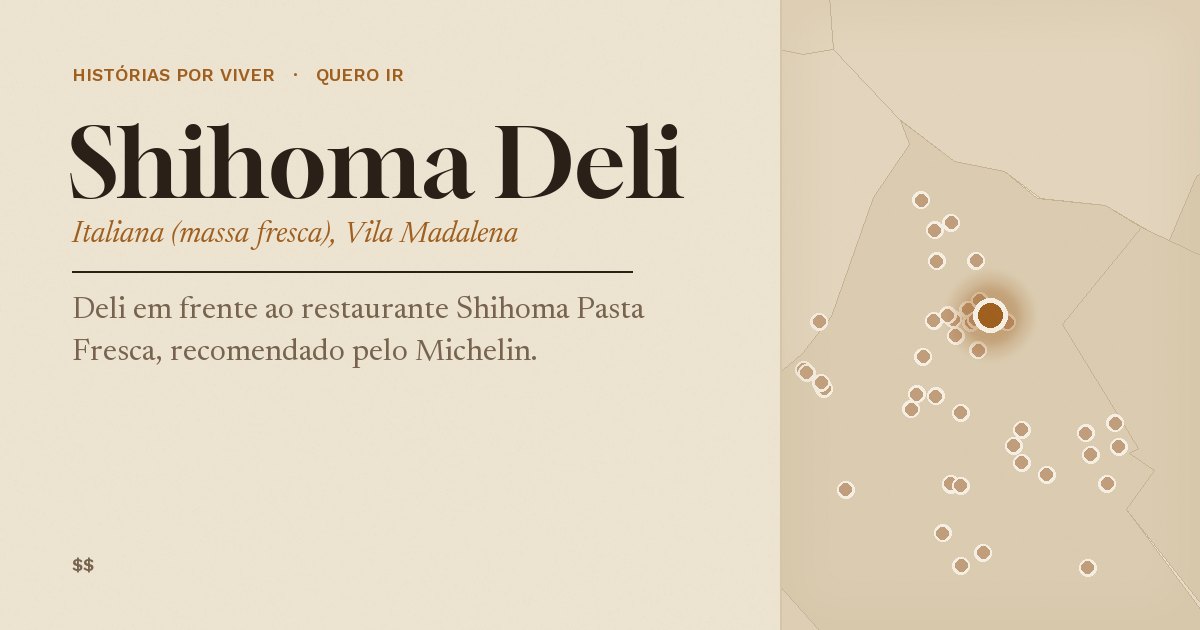 HISTÓRIAS POR VIVER · QUERO IR
Shihoma Deli
Italiana (massa fresca), Vila Madalena
Deli em frente ao restaurante Shihoma Pasta
Fresca, recomendado pelo Michelin.
$$